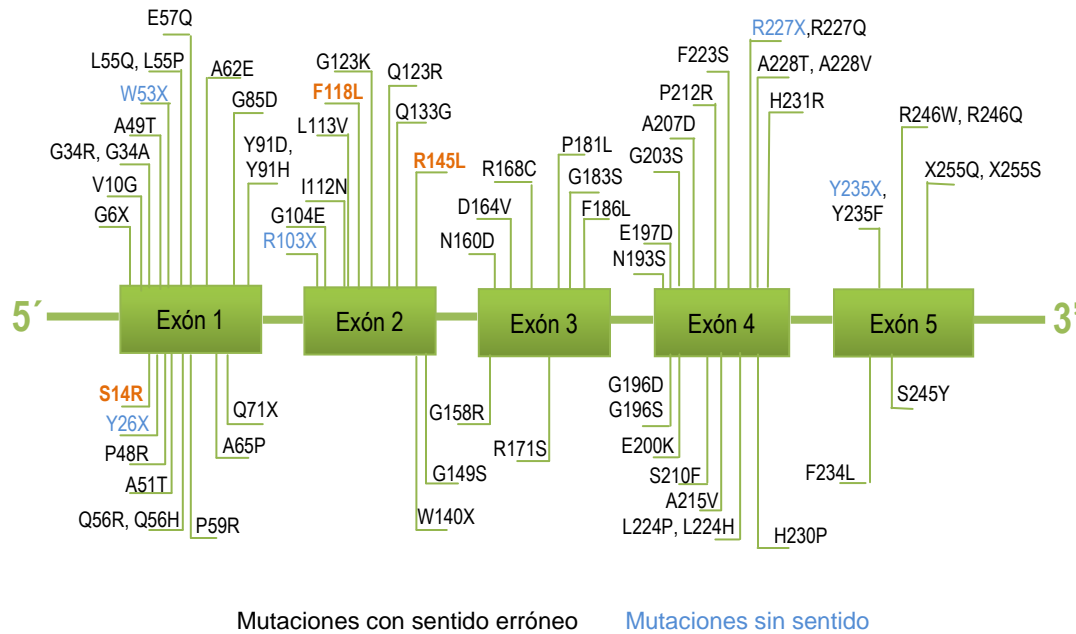 E57Q
L55Q, L55P
W53X
A49T
G34R, G34A
V10G
G6X
A62E
G85D
Y91D,
Y91H
G123K
F118L
L113V
I112N
G104E
R103X
Q123R
Q133G
R145L
P181L
R168C
G183S
D164V
F186L
N160D
R227X,R227Q
F223S
A228T, A228V
P212R
H231R
A207D
G203S
E197D
N193S
R246W, R246Q
X255Q, X255S
Y235X,
Y235F
5´
Exón 1
Exón 2
Exón 3
Exón 4
Exón 5
3'
S14R
Y26X
P48R
A51T
Q56R, Q56H
P59R
A65P
Q71X
G158R
G149S
W140X
R171S
G196D
G196S
E200K
S210F
A215V
L224P, L224H
H230P
S245Y
F234L
Mutaciones con sentido erróneo
Mutaciones sin sentido